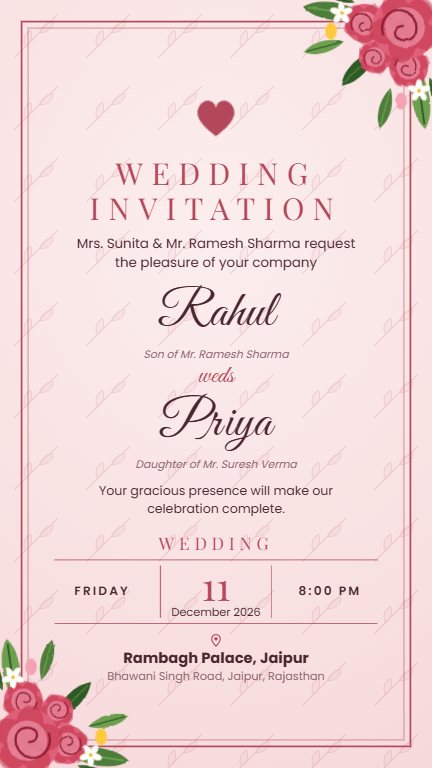 WEDDING
INVITATION
Mrs. Sunita & Mr. Ramesh Sharma request
the pleasure of your company
Rahul
Son of Mr. Ramesh Sharma
weds
Priya
Daughter of Mr. Suresh Verma
Your gracious presence will make our
celebration complete.
WEDDING
FRIDAY
11
December 2026
8:00 PM
Rambagh Palace, Jaipur
Bhawani Singh Road, Jaipur, Rajasthan